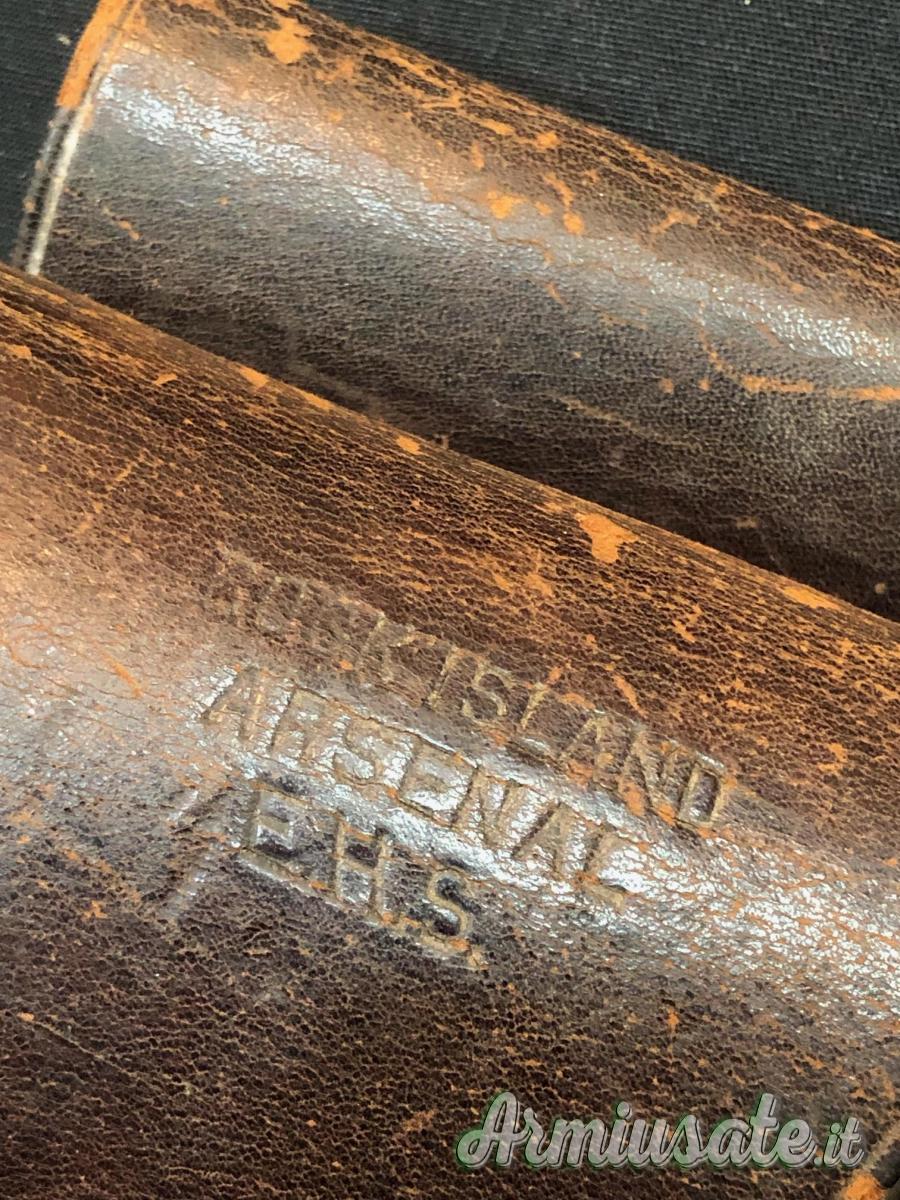 ROCK ISLAND
ARSENAL
E.H.S.
Armiusate.it